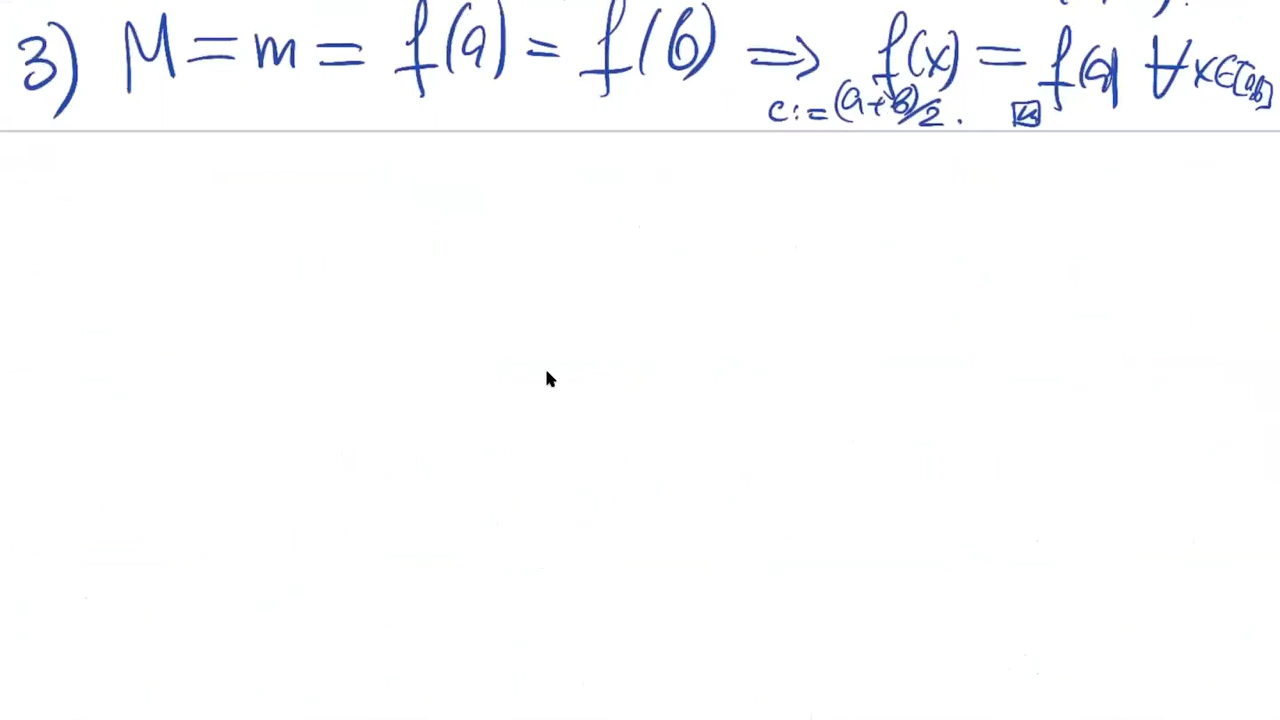 3) M = m = f(a) = f(b) ⟹ f(x) = f(a) ∀x∈[a,b]
c:=(a+b)/2. ☒